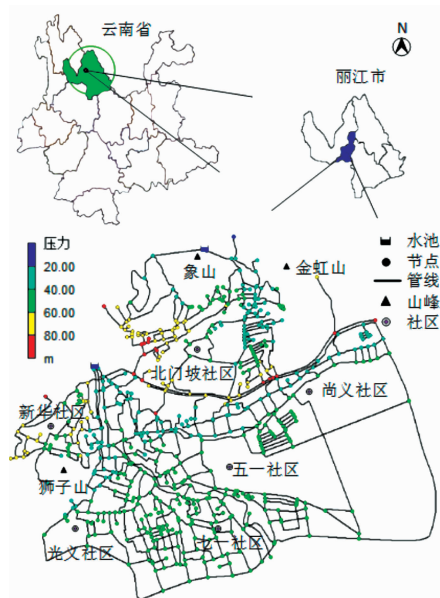 云南省
N
丽江市
压力
20.00
40.00
60.00
80.00
m
水池
节点
管线
山峰
社区
象山
金虹山
北门坡社区
尚义社区
新华社区
五一社区
狮子山
光义社区
七一社区